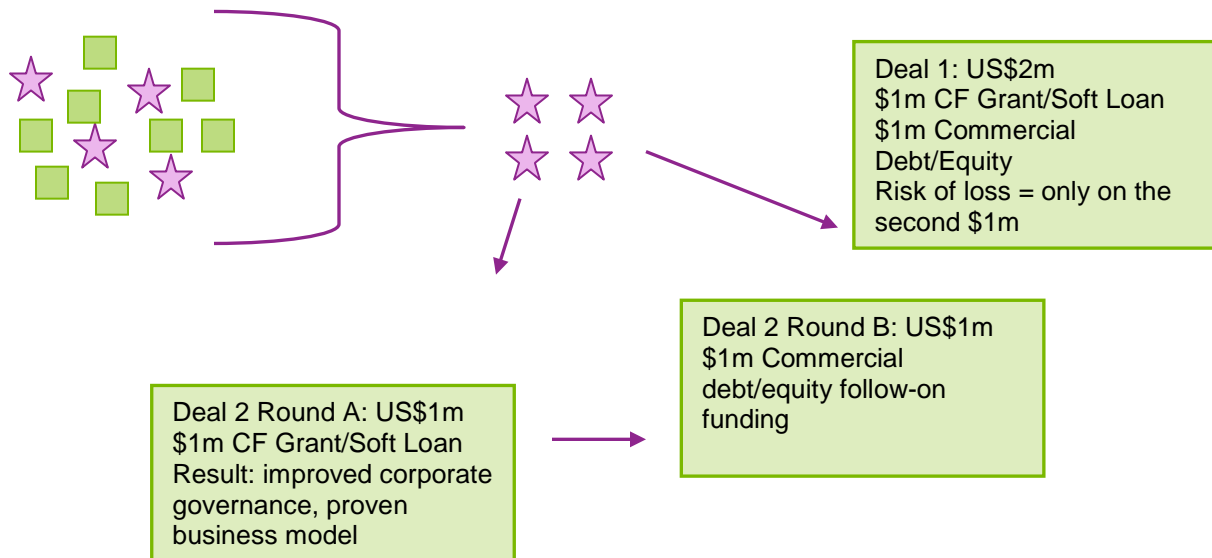 Deal 1: US$2m
$1m CF Grant/Soft Loan
$1m Commercial
Debt/Equity
Risk of loss = only on the
second $1m
Deal 2 Round B: US$1m
$1m Commercial
debt/equity follow-on
funding
Deal 2 Round A: US$1m
$1m CF Grant/Soft Loan
Result: improved corporate
governance, proven
business model